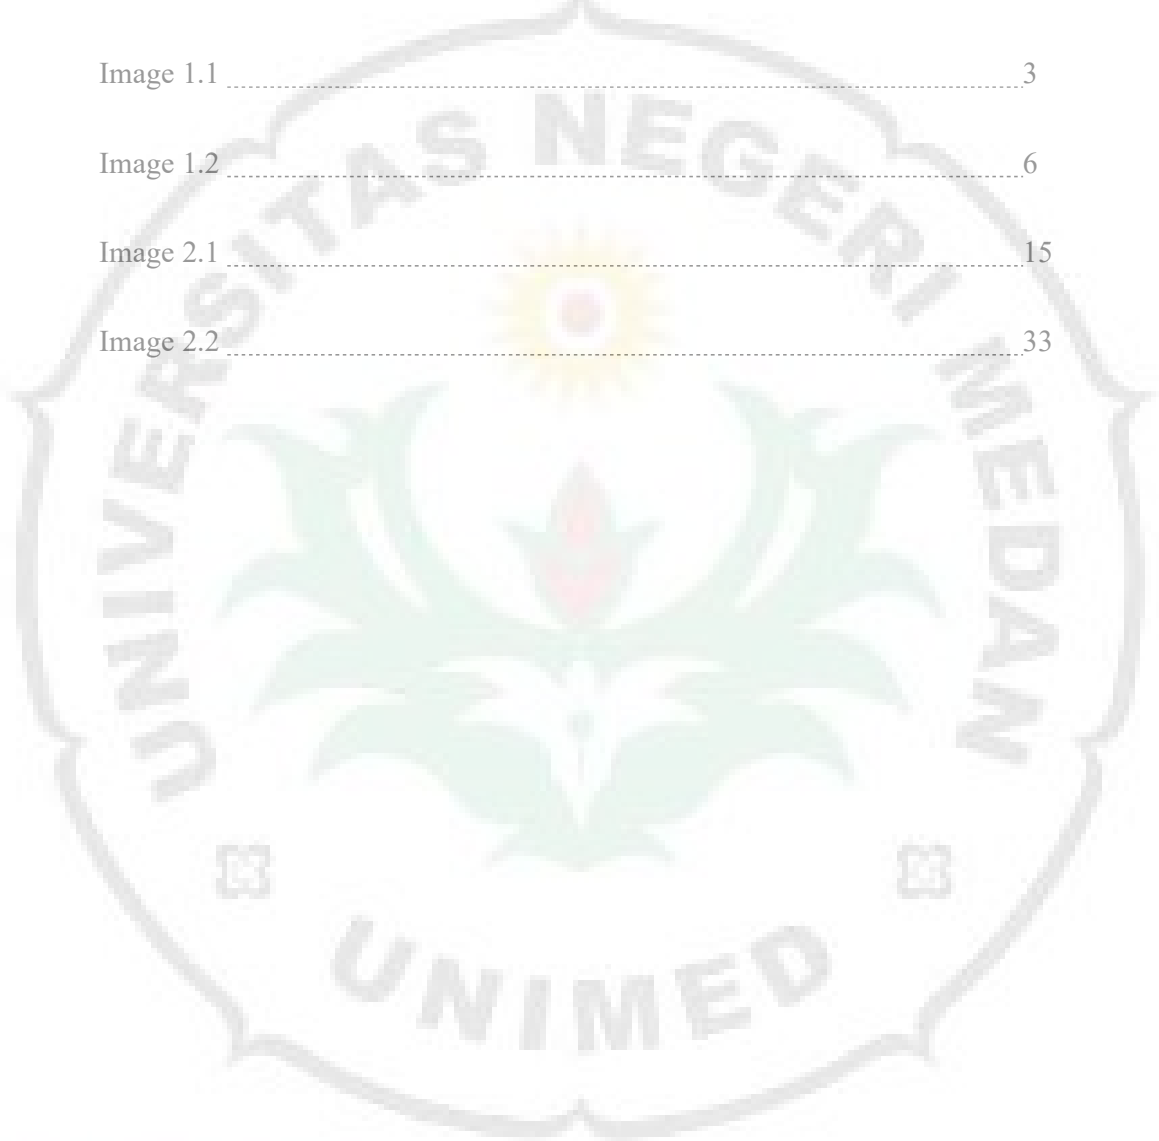 Image 1.1 ........ 3
Image 1.2 ........ 6
Image 2.1 ........ 15
Image 2.2 ........ 33
UNIVERSITAS NEGERI MEDAN
UNIMED